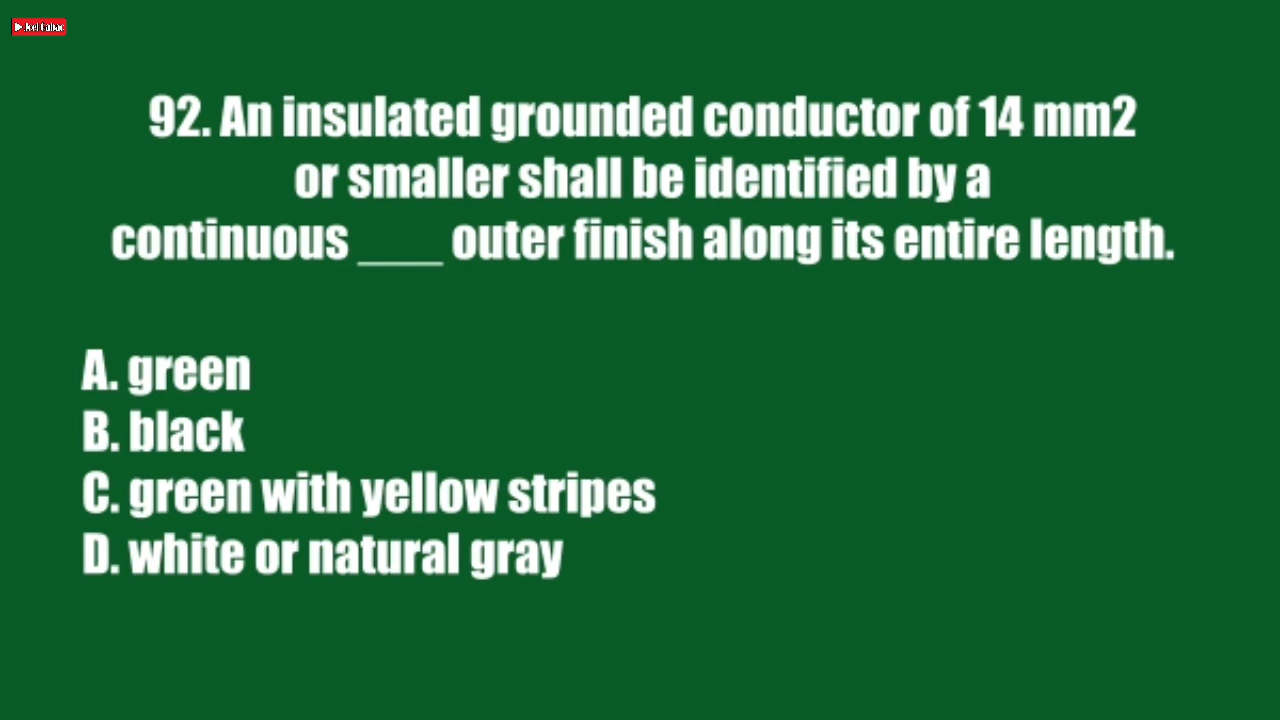 92. An insulated grounded conductor of 14 mm2
or smaller shall be identified by a
continuous ___ outer finish along its entire length.
A. green
B. black
C. green with yellow stripes
D. white or natural gray